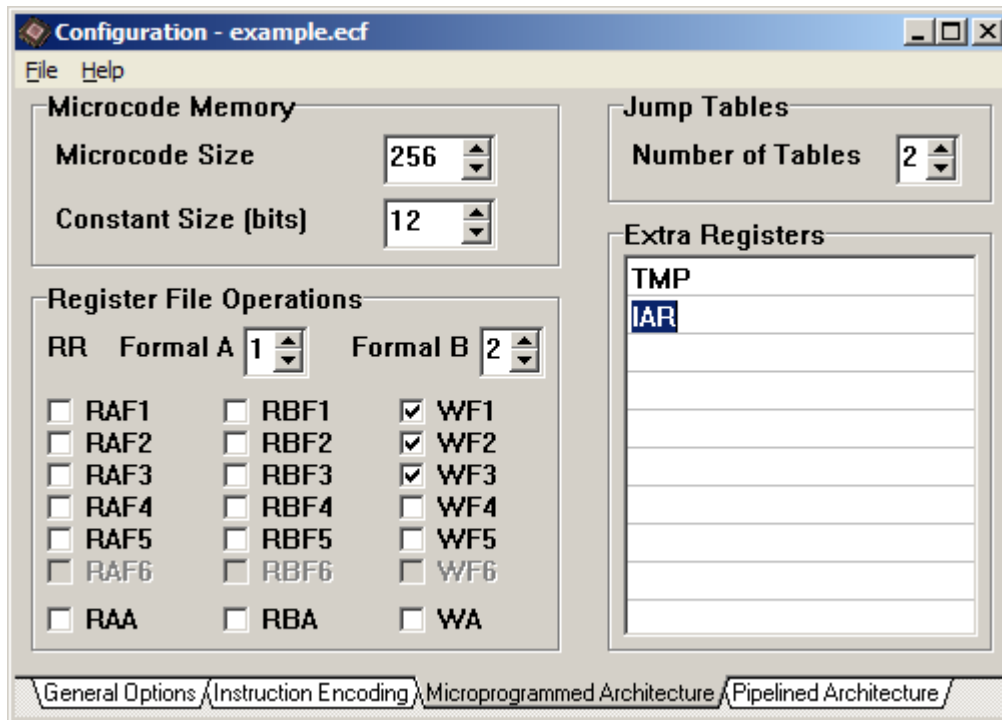 Configuration - example.ecf
File Help
Microcode Memory
Microcode Size 256
Constant Size (bits) 12
Jump Tables
Number of Tables 2
Extra Registers
TMP
IAR
Register File Operations
RR Formal A 1 Formal B 2
RAF1 RBF1 WF1
RAF2 RBF2 WF2
RAF3 RBF3 WF3
RAF4 RBF4 WF4
RAF5 RBF5 WF5
RAF6 RBF6 WF6
RAA RBA WA
General Options Instruction Encoding Microprogrammed Architecture Pipelined Architecture